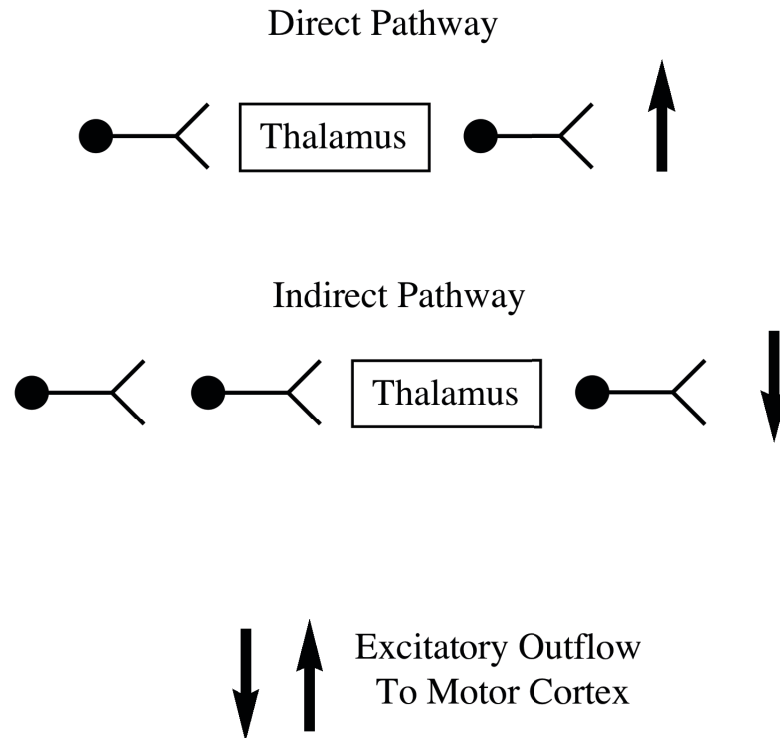 Direct Pathway
Thalamus
Indirect Pathway
Thalamus
Excitatory Outflow
To Motor Cortex